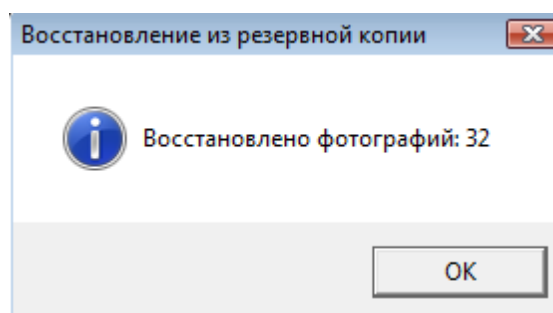 Восстановление из резервной копии
Восстановлено фотографий: 32
OK